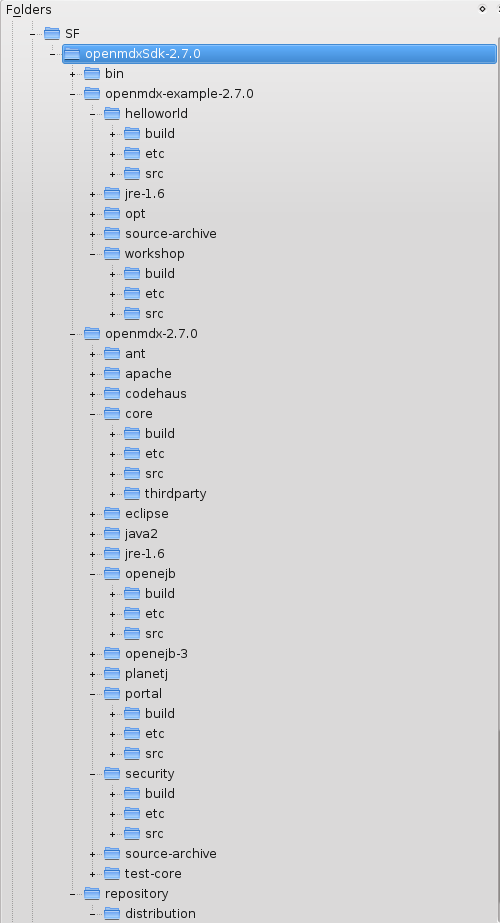 Folders
SF
openmdxSdk-2.7.0
bin
openmdx-example-2.7.0
helloworld
build
etc
src
jre-1.6
opt
source-archive
workshop
build
etc
src
openmdx-2.7.0
ant
apache
codehaus
core
build
etc
src
thirdparty
eclipse
java2
jre-1.6
openejb
build
etc
src
openejb-3
planetj
portal
build
etc
src
security
build
etc
src
source-archive
test-core
repository
distribution